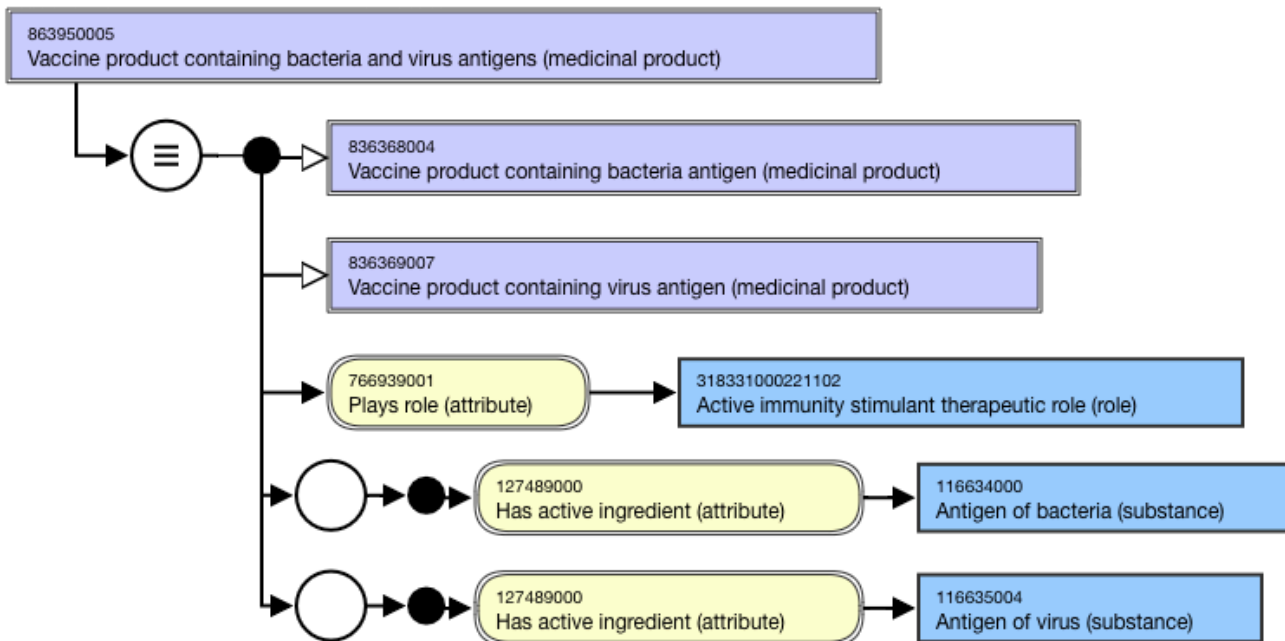 863950005
Vaccine product containing bacteria and virus antigens (medicinal product)
836368004
Vaccine product containing bacteria antigen (medicinal product)
836369007
Vaccine product containing virus antigen (medicinal product)
766939001
Plays role (attribute)
318331000221102
Active immunity stimulant therapeutic role (role)
127489000
Has active ingredient (attribute)
116634000
Antigen of bacteria (substance)
127489000
Has active ingredient (attribute)
116635004
Antigen of virus (substance)